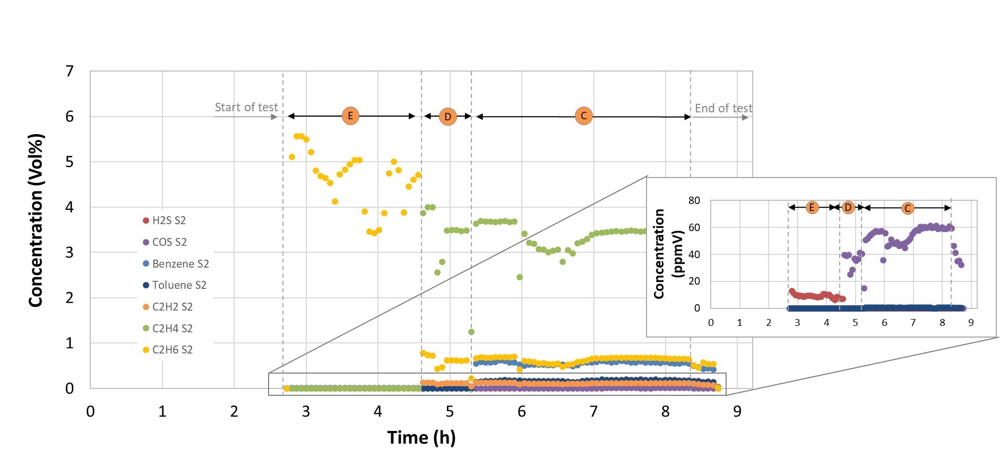 7
6
5
4
3
2
1
0
Concentration (Vol%)
Start of test
E
D
C
End of test
H2S S2
COS S2
Benzene S2
Toluene S2
C2H2 S2
C2H4 S2
C2H6 S2
0 1 2 3 4 5 6 7 8 9
Time (h)
80
60
40
20
0
Concentration
(ppmV)
E
D
C
0 1 2 3 4 5 6 7 8 9